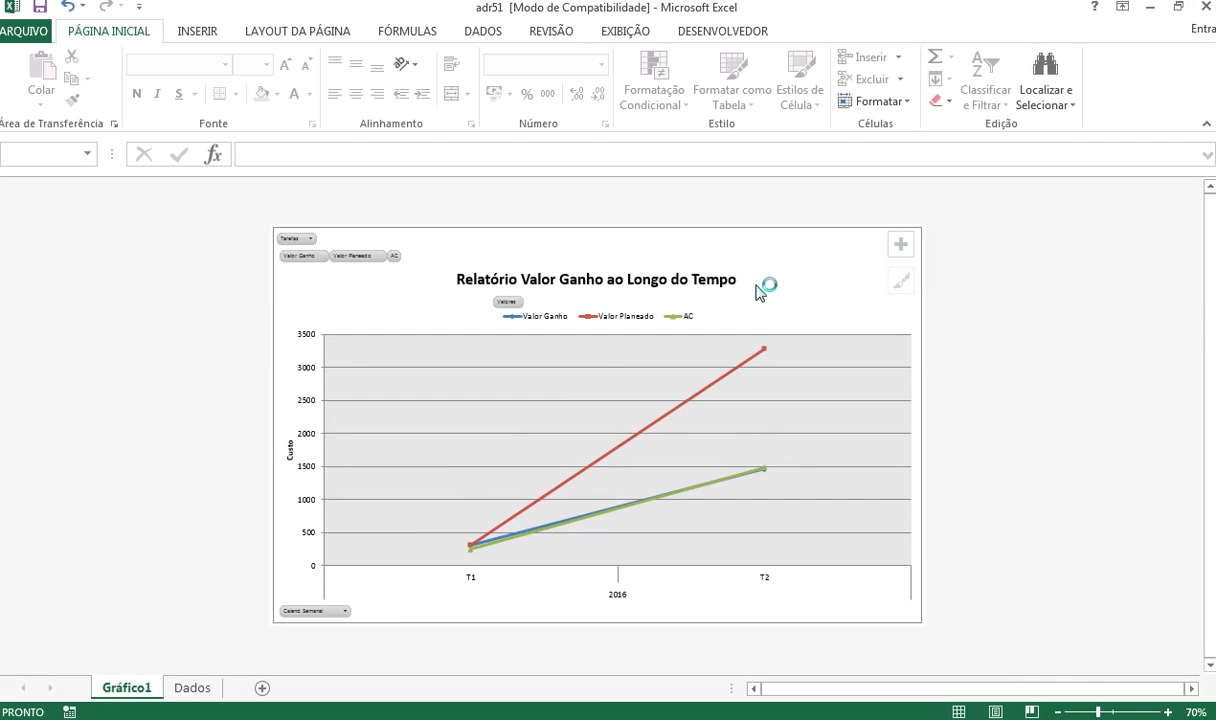 adr51 [Modo de Compatibilidade] - Microsoft Excel
ARQUIVO PÁGINA INICIAL INSERIR LAYOUT DA PÁGINA FÓRMULAS DADOS REVISÃO EXIBIÇÃO DESENVOLVEDOR Entra
Colar
N I S
A
% 000
Formatação Condicional
Formatar como Tabela
Estilos de Célula
Inserir
Excluir
Formatar
Classificar e Filtrar
Localizar e Selecionar
Área de Transferência Fonte Alinhamento Número Estilo Células Edição
fx
Tarefas
Valor Ganho Valor Planeado AC
Relatório Valor Ganho ao Longo do Tempo
Valores
Valor Ganho Valor Planeado AC
3500
3000
2500
2000
1500
1000
500
0
Custo
T1 T2
2016
Calend Semanal
Gráfico1 Dados
PRONTO 70%